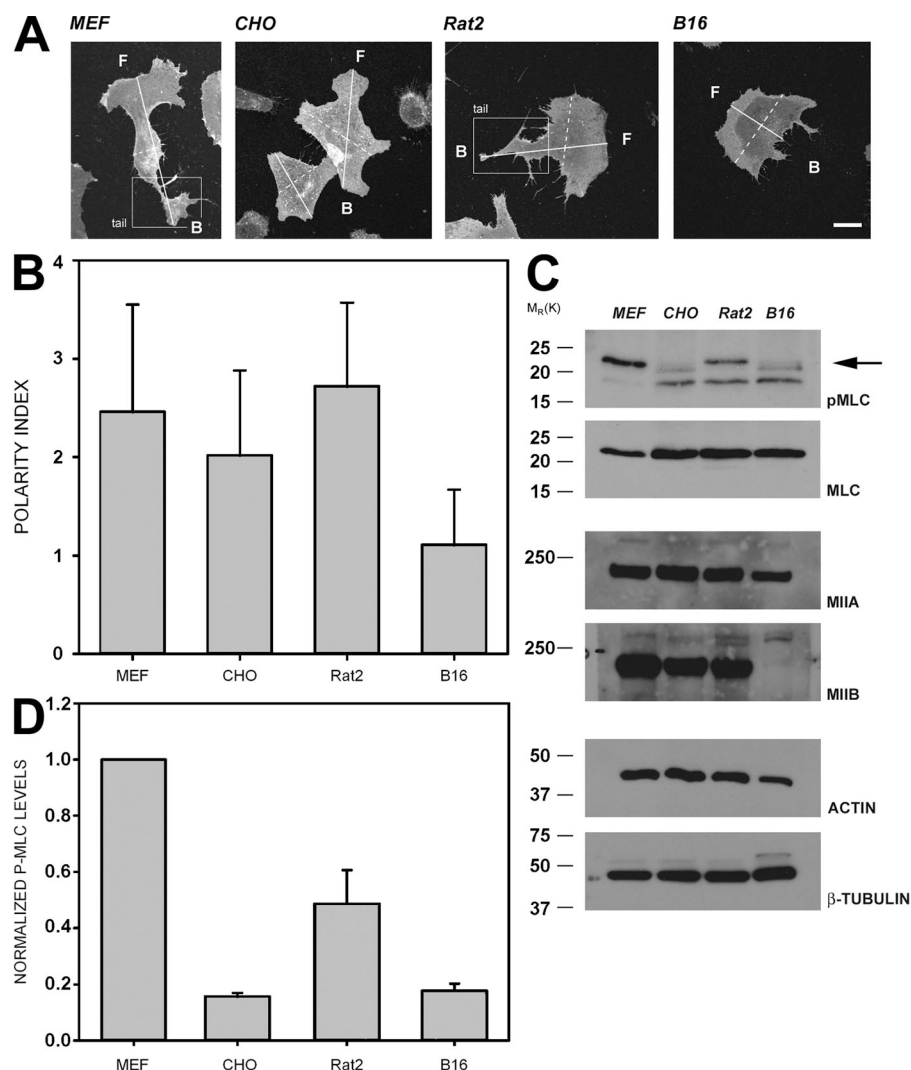 A
MEF
CHO
Rat2
B16
F
tail
B
F
B
tail
B
F
F
B
B
POLARITY INDEX
4
3
2
1
0
MEF
CHO
Rat2
B16
C
M_R(K)
MEF
CHO
Rat2
B16
25
20
15
pMLC
25
20
15
MLC
250
MIIA
250
MIIB
50
37
ACTIN
75
50
37
β-TUBULIN
D
NORMALIZED P-MLC LEVELS
1.2
1.0
0.8
0.6
0.4
0.2
0.0
MEF
CHO
Rat2
B16